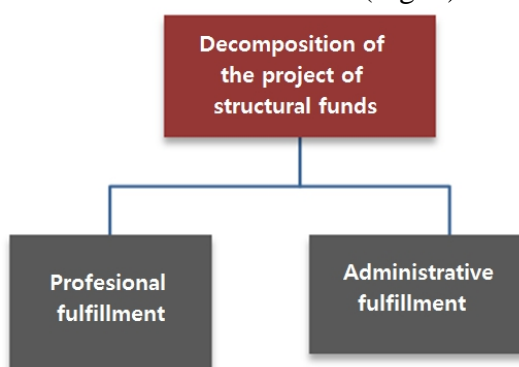 Decomposition of
the project of
structural funds
Profesional
fulfillment
Administrative
fulfillment